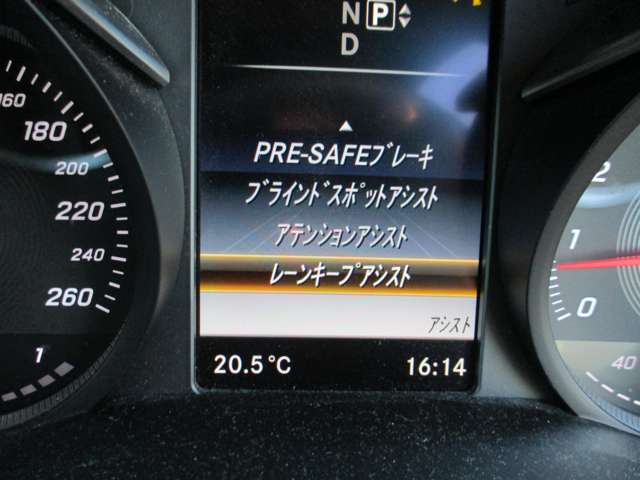 N P
D
PRE-SAFEブレーキ
ブラインドスポットアシスト
アテンションアシスト
レーンキープアシスト
アシスト
20.5°C 16:14
160
180
200
220
240
260
1
2
1
0
40